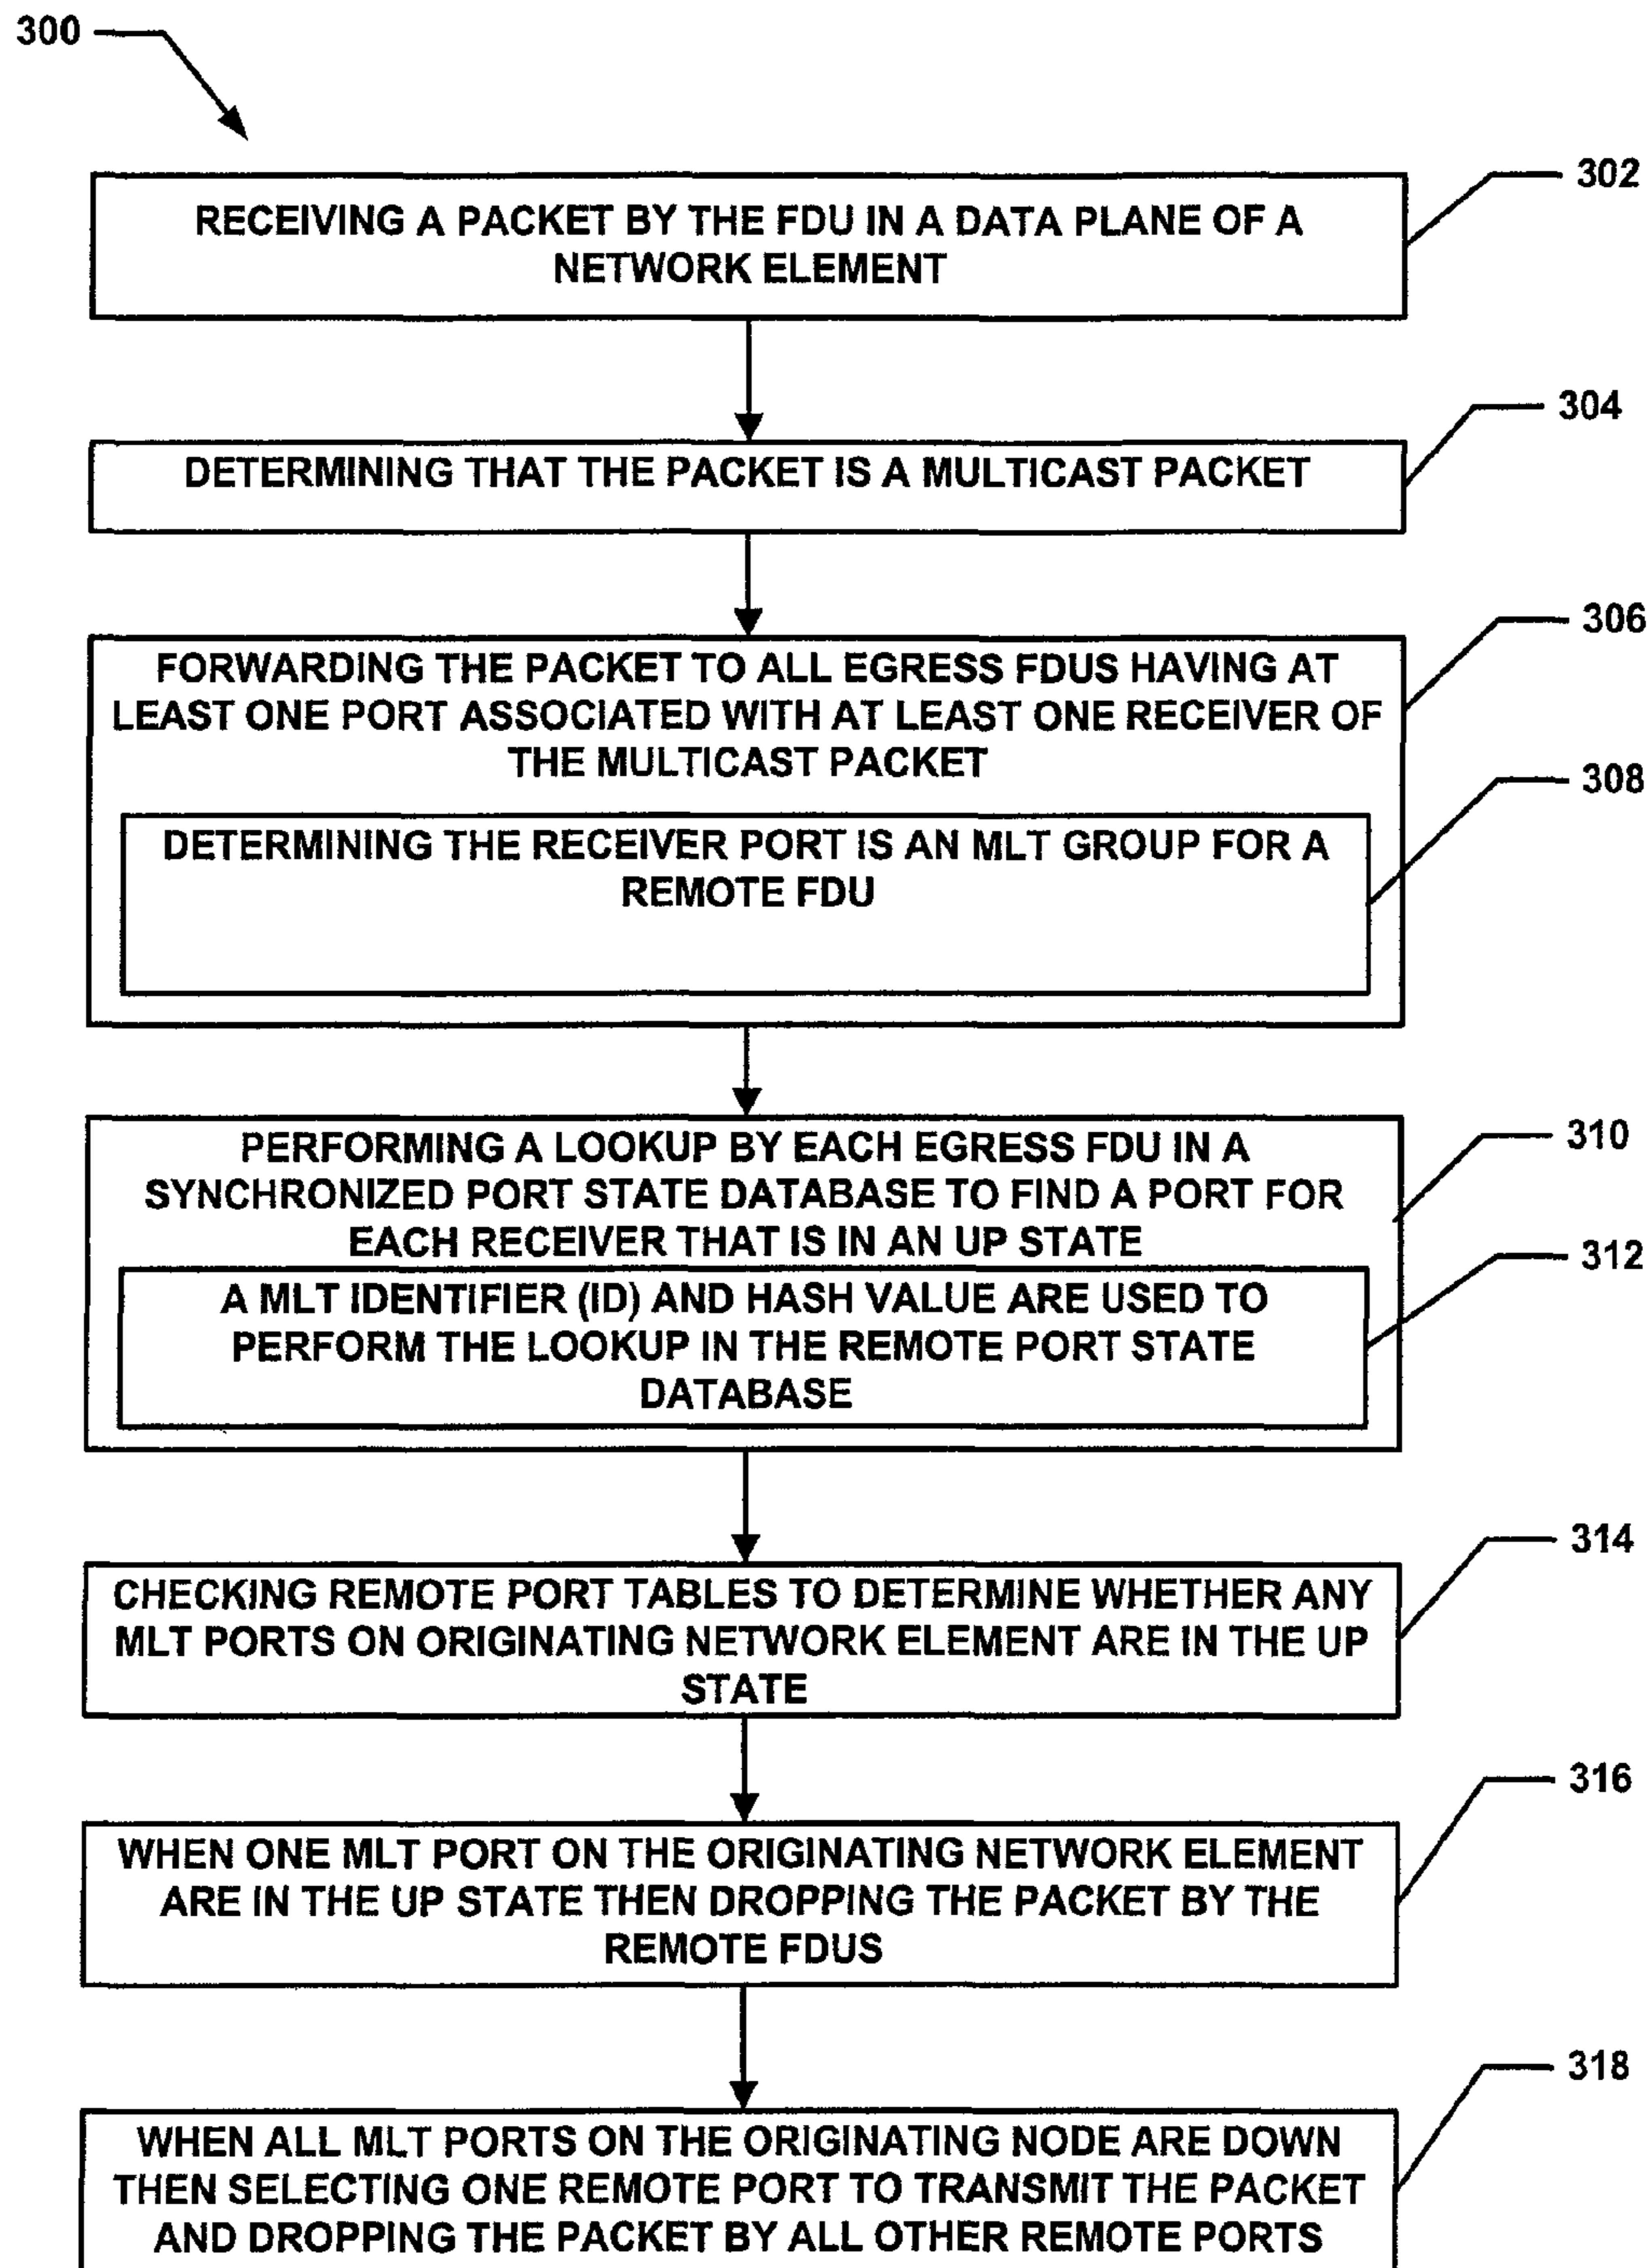 300
302
RECEIVING A PACKET BY THE FDU IN A DATA PLANE OF A
NETWORK ELEMENT
304
DETERMINING THAT THE PACKET IS A MULTICAST PACKET
306
FORWARDING THE PACKET TO ALL EGRESS FDUS HAVING AT
LEAST ONE PORT ASSOCIATED WITH AT LEAST ONE RECEIVER OF
THE MULTICAST PACKET
308
DETERMINING THE RECEIVER PORT IS AN MLT GROUP FOR A
REMOTE FDU
310
PERFORMING A LOOKUP BY EACH EGRESS FDU IN A
SYNCHRONIZED PORT STATE DATABASE TO FIND A PORT FOR
EACH RECEIVER THAT IS IN AN UP STATE
312
A MLT IDENTIFIER (ID) AND HASH VALUE ARE USED TO
PERFORM THE LOOKUP IN THE REMOTE PORT STATE
DATABASE
314
CHECKING REMOTE PORT TABLES TO DETERMINE WHETHER ANY
MLT PORTS ON ORIGINATING NETWORK ELEMENT ARE IN THE UP
STATE
316
WHEN ONE MLT PORT ON THE ORIGINATING NETWORK ELEMENT
ARE IN THE UP STATE THEN DROPPING THE PACKET BY THE
REMOTE FDUS
318
WHEN ALL MLT PORTS ON THE ORIGINATING NODE ARE DOWN
THEN SELECTING ONE REMOTE PORT TO TRANSMIT THE PACKET
AND DROPPING THE PACKET BY ALL OTHER REMOTE PORTS